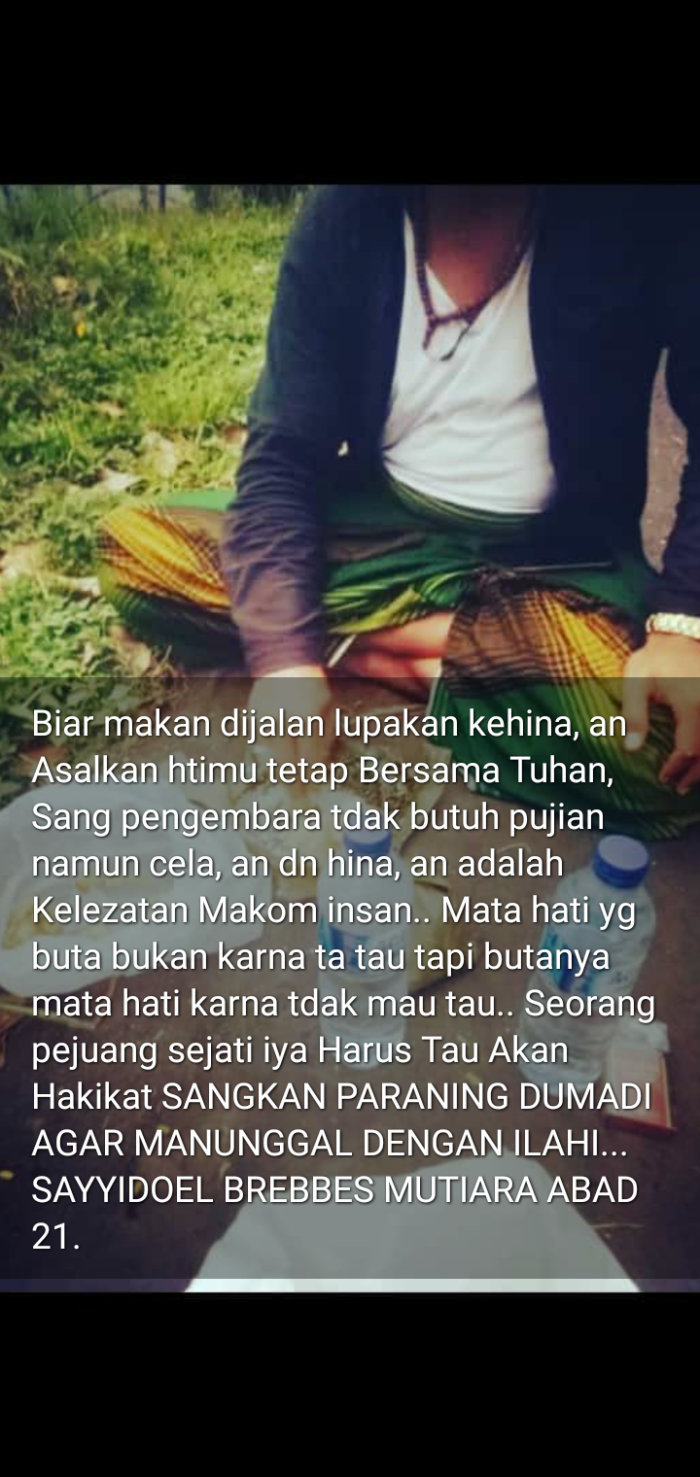 Biar makan dijalan lupakan kehina, an
Asalkan htimu tetap Bersama Tuhan,
Sang pengembara tdak butuh pujian
namun cela, an dn hina, an adalah
Kelezatan Makom insan.. Mata hati yg
buta bukan karna ta tau tapi butanya
mata hati karna tdak mau tau.. Seorang
pejuang sejati iya Harus Tau Akan
Hakikat SANGKAN PARANING DUMADI
AGAR MANUNGGAL DENGAN ILAHI...
SAYYIDOEL BREBBES MUTIARA ABAD
21.